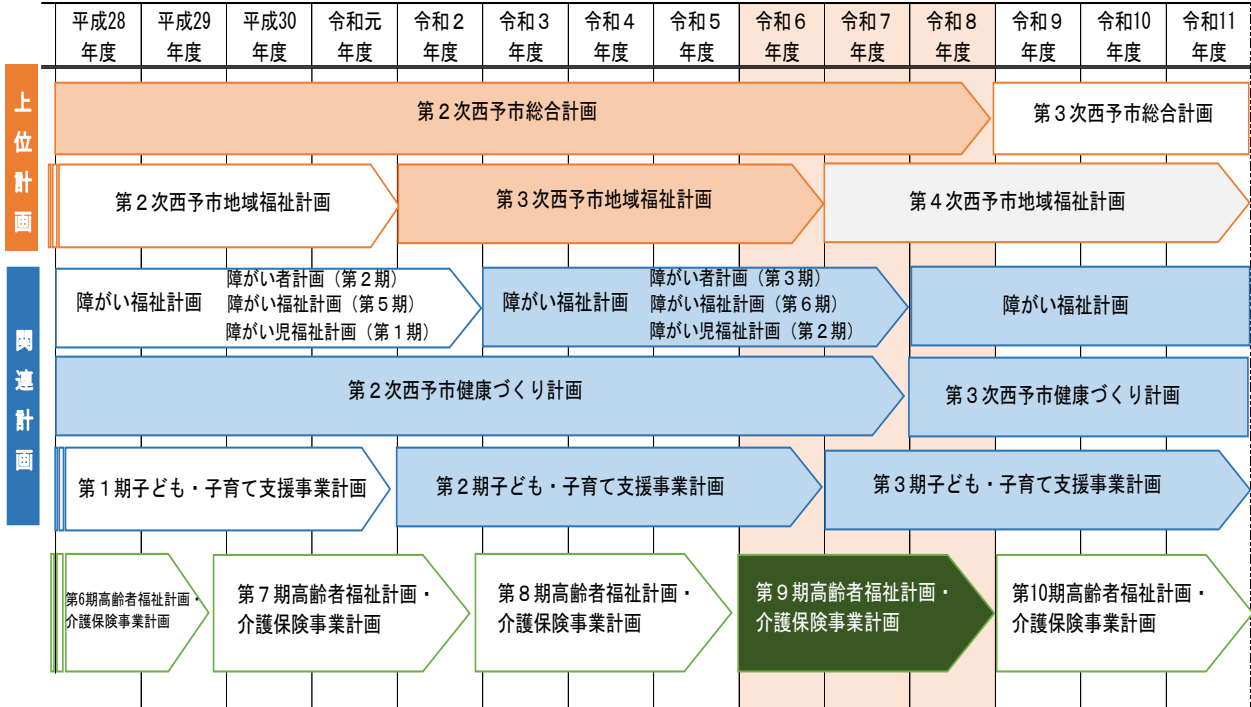 平成28
年度
平成29
年度
平成30
年度
令和元
年度
令和２
年度
令和３
年度
令和４
年度
令和５
年度
令和６
年度
令和７
年度
令和８
年度
令和９
年度
令和10
年度
令和11
年度
上位計画
第２次西予市総合計画
第３次西予市総合計画
第２次西予市地域福祉計画
第３次西予市地域福祉計画
第４次西予市地域福祉計画
関連計画
障がい福祉計画
障がい者計画（第２期）
障がい福祉計画（第５期）
障がい児福祉計画（第１期）
障がい福祉計画
障がい者計画（第３期）
障がい福祉計画（第６期）
障がい児福祉計画（第２期）
障がい福祉計画
第２次西予市健康づくり計画
第３次西予市健康づくり計画
第１期子ども・子育て支援事業計画
第２期子ども・子育て支援事業計画
第３期子ども・子育て支援事業計画
第6期高齢者福祉計画・
介護保険事業計画
第７期高齢者福祉計画・
介護保険事業計画
第８期高齢者福祉計画・
介護保険事業計画
第９期高齢者福祉計画・
介護保険事業計画
第10期高齢者福祉計画・
介護保険事業計画